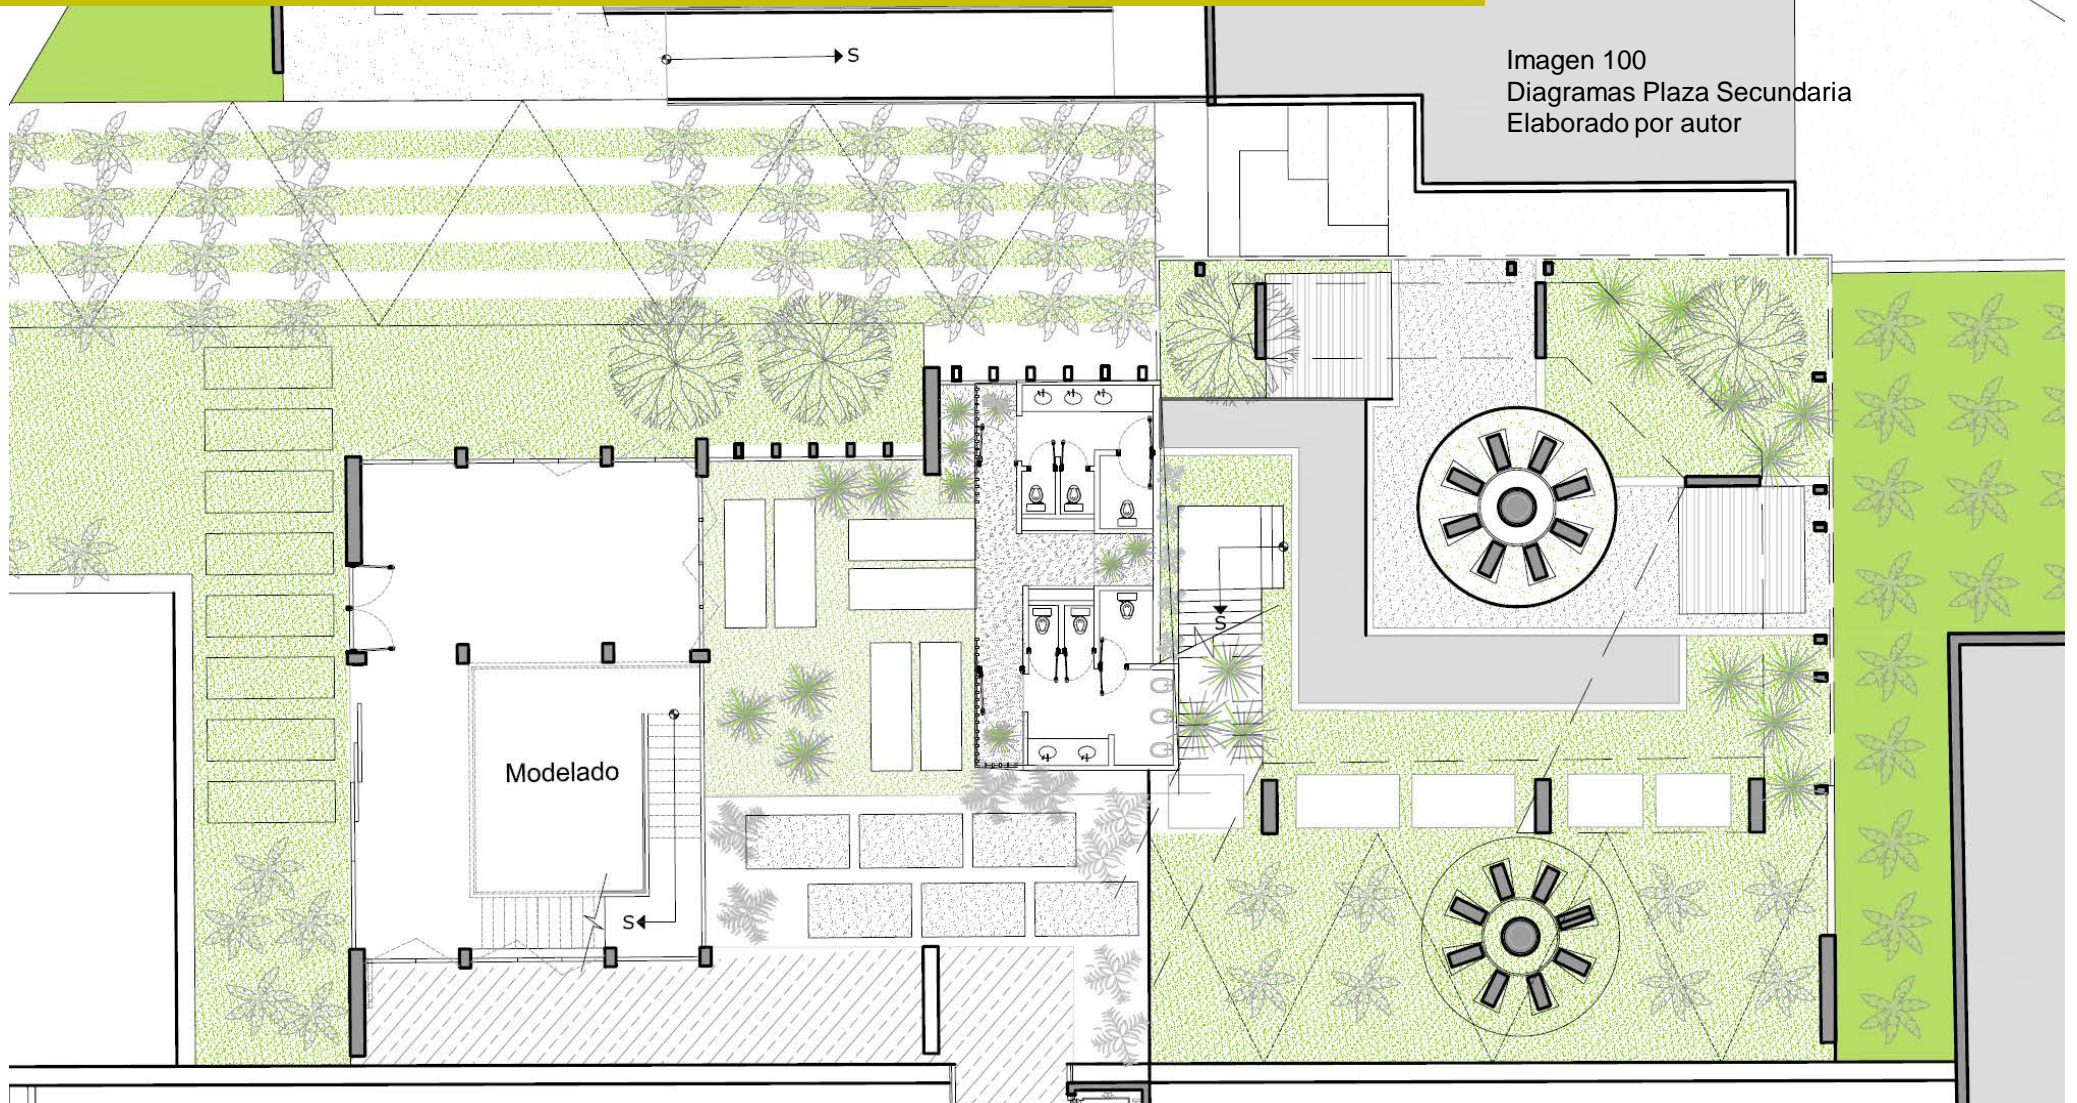 S
Imagen 100
Diagramas Plaza Secundaria
Elaborado por autor
S
Modelado
S